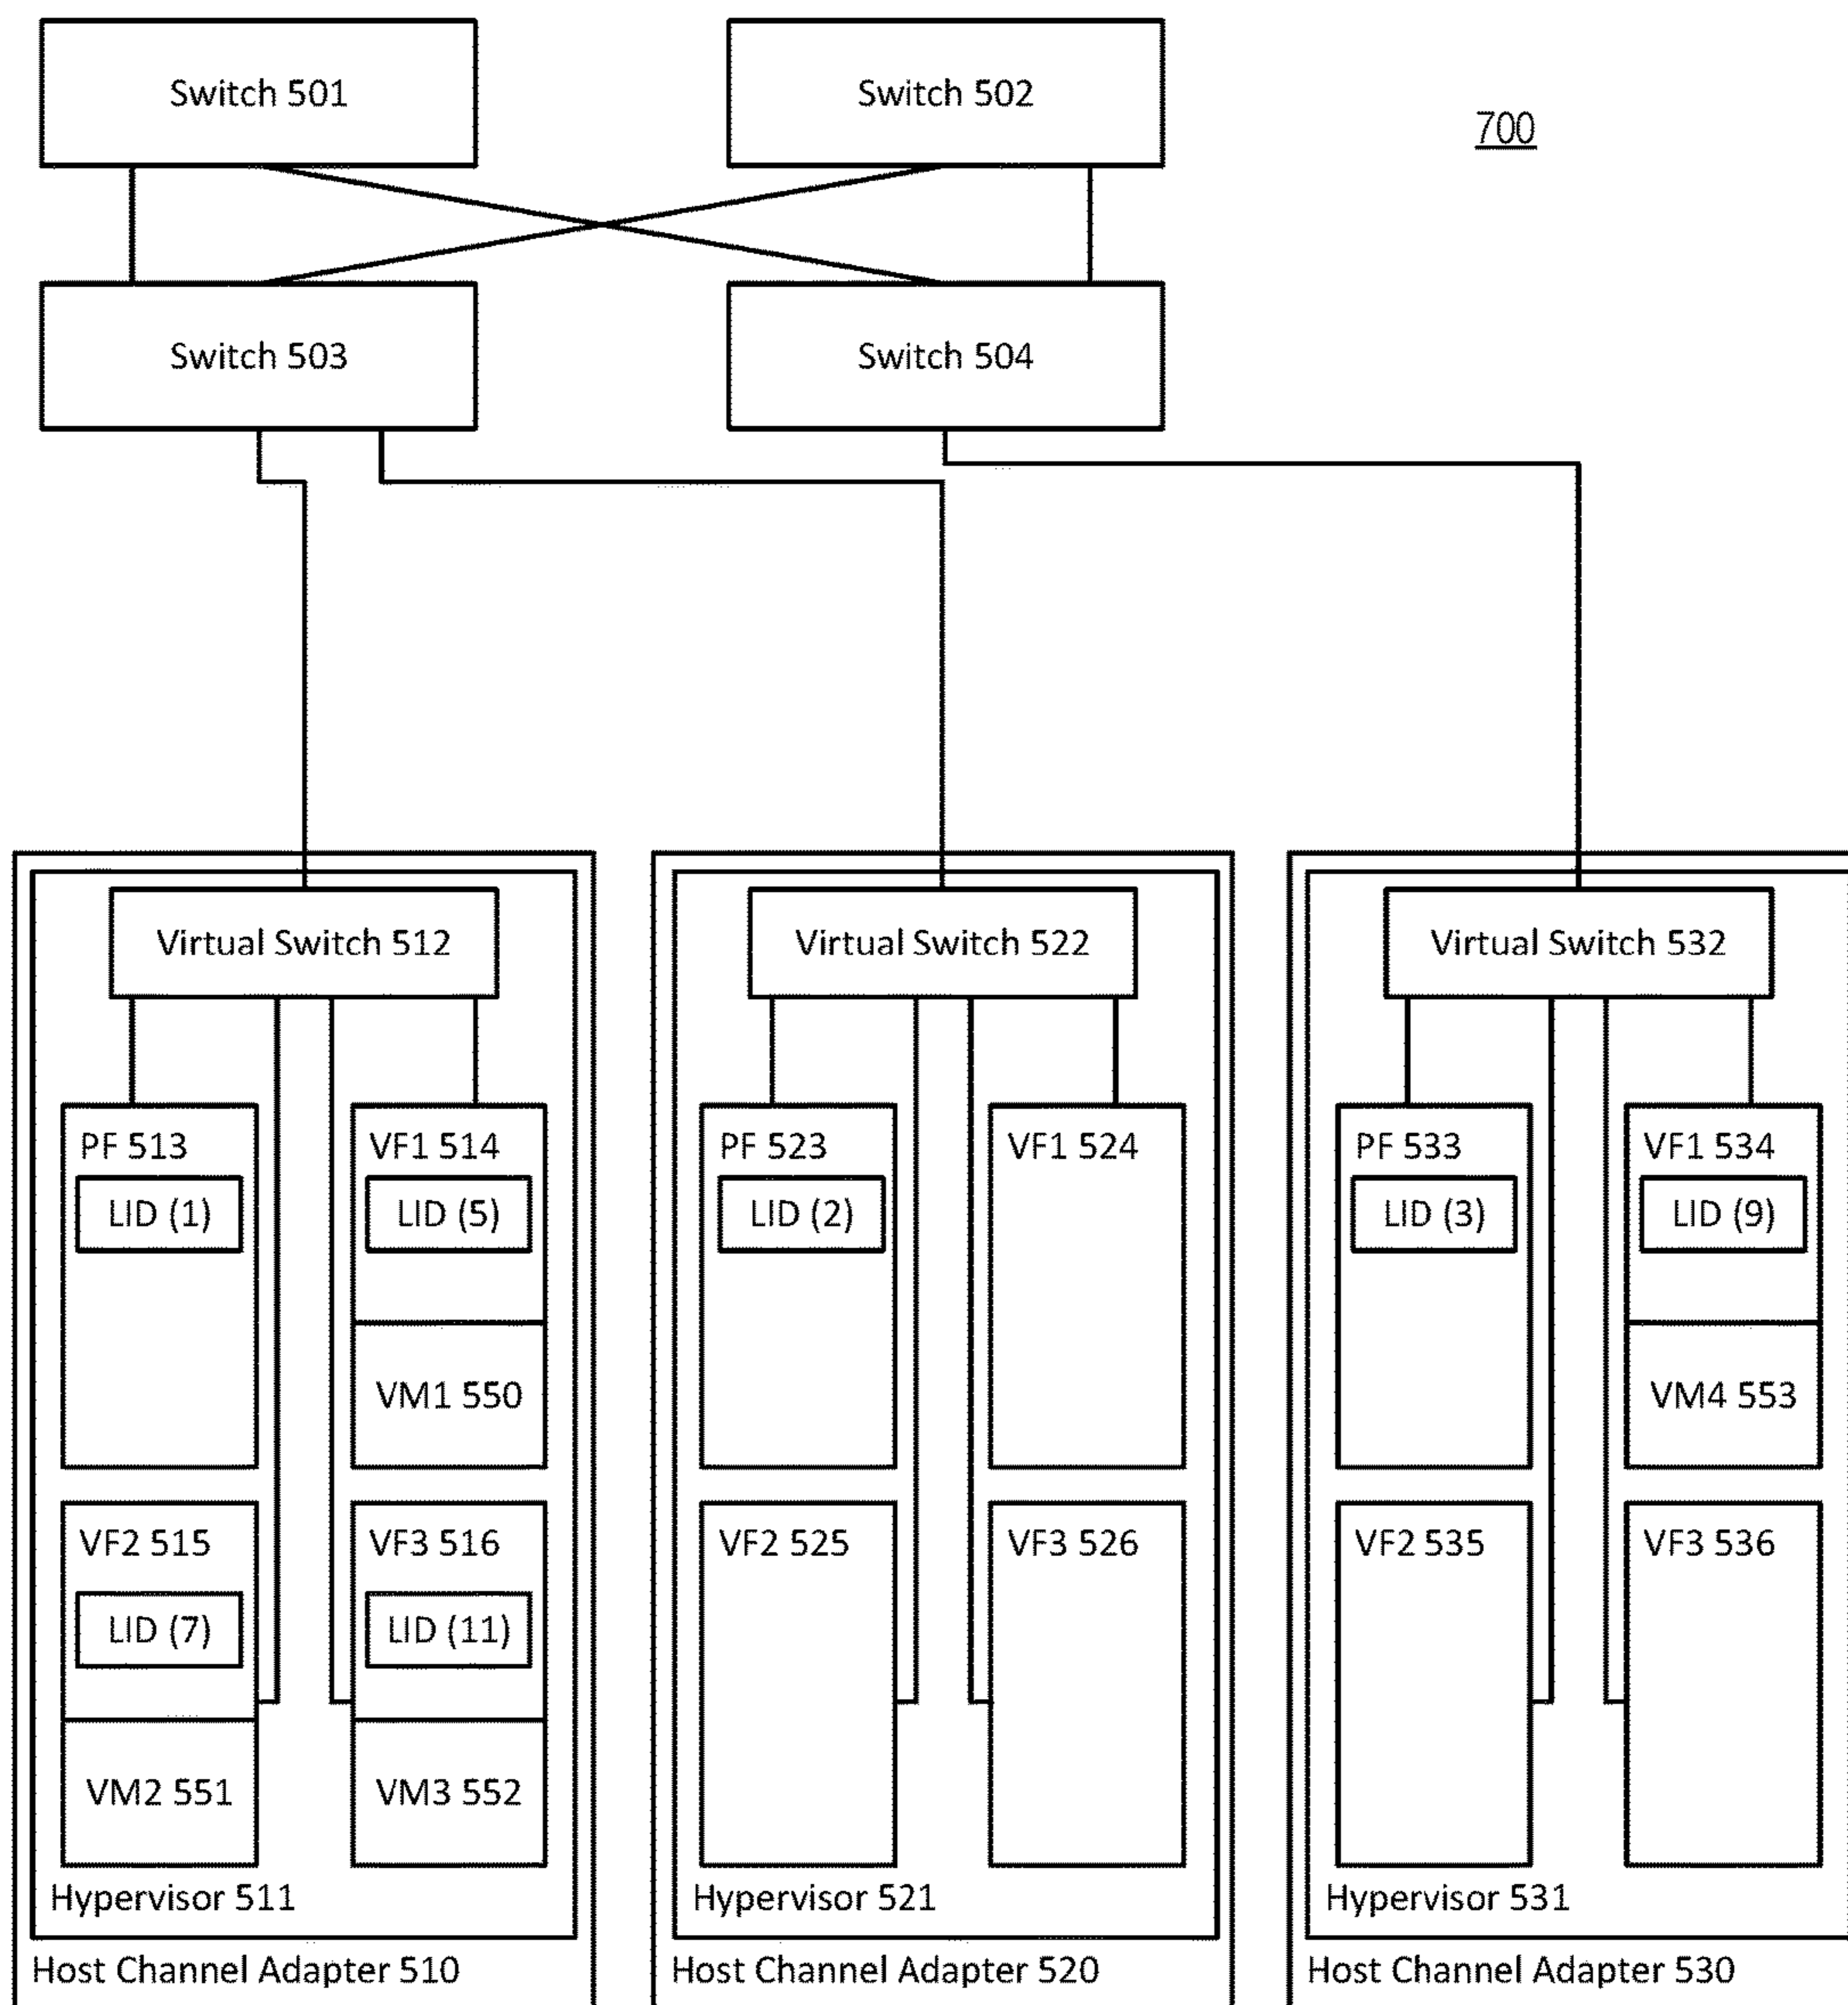 Switch 501
Switch 502
700
Switch 503
Switch 504
Virtual Switch 512
Virtual Switch 522
Virtual Switch 532
PF 513
LID (1)
VF1 514
LID (5)
VM1 550
PF 523
LID (2)
VF1 524
PF 533
LID (3)
VF1 534
LID (9)
VM4 553
VF2 515
LID (7)
VM2 551
VF3 516
LID (11)
VM3 552
VF2 525
VF3 526
VF2 535
VF3 536
Hypervisor 511
Hypervisor 521
Hypervisor 531
Host Channel Adapter 510
Host Channel Adapter 520
Host Channel Adapter 530